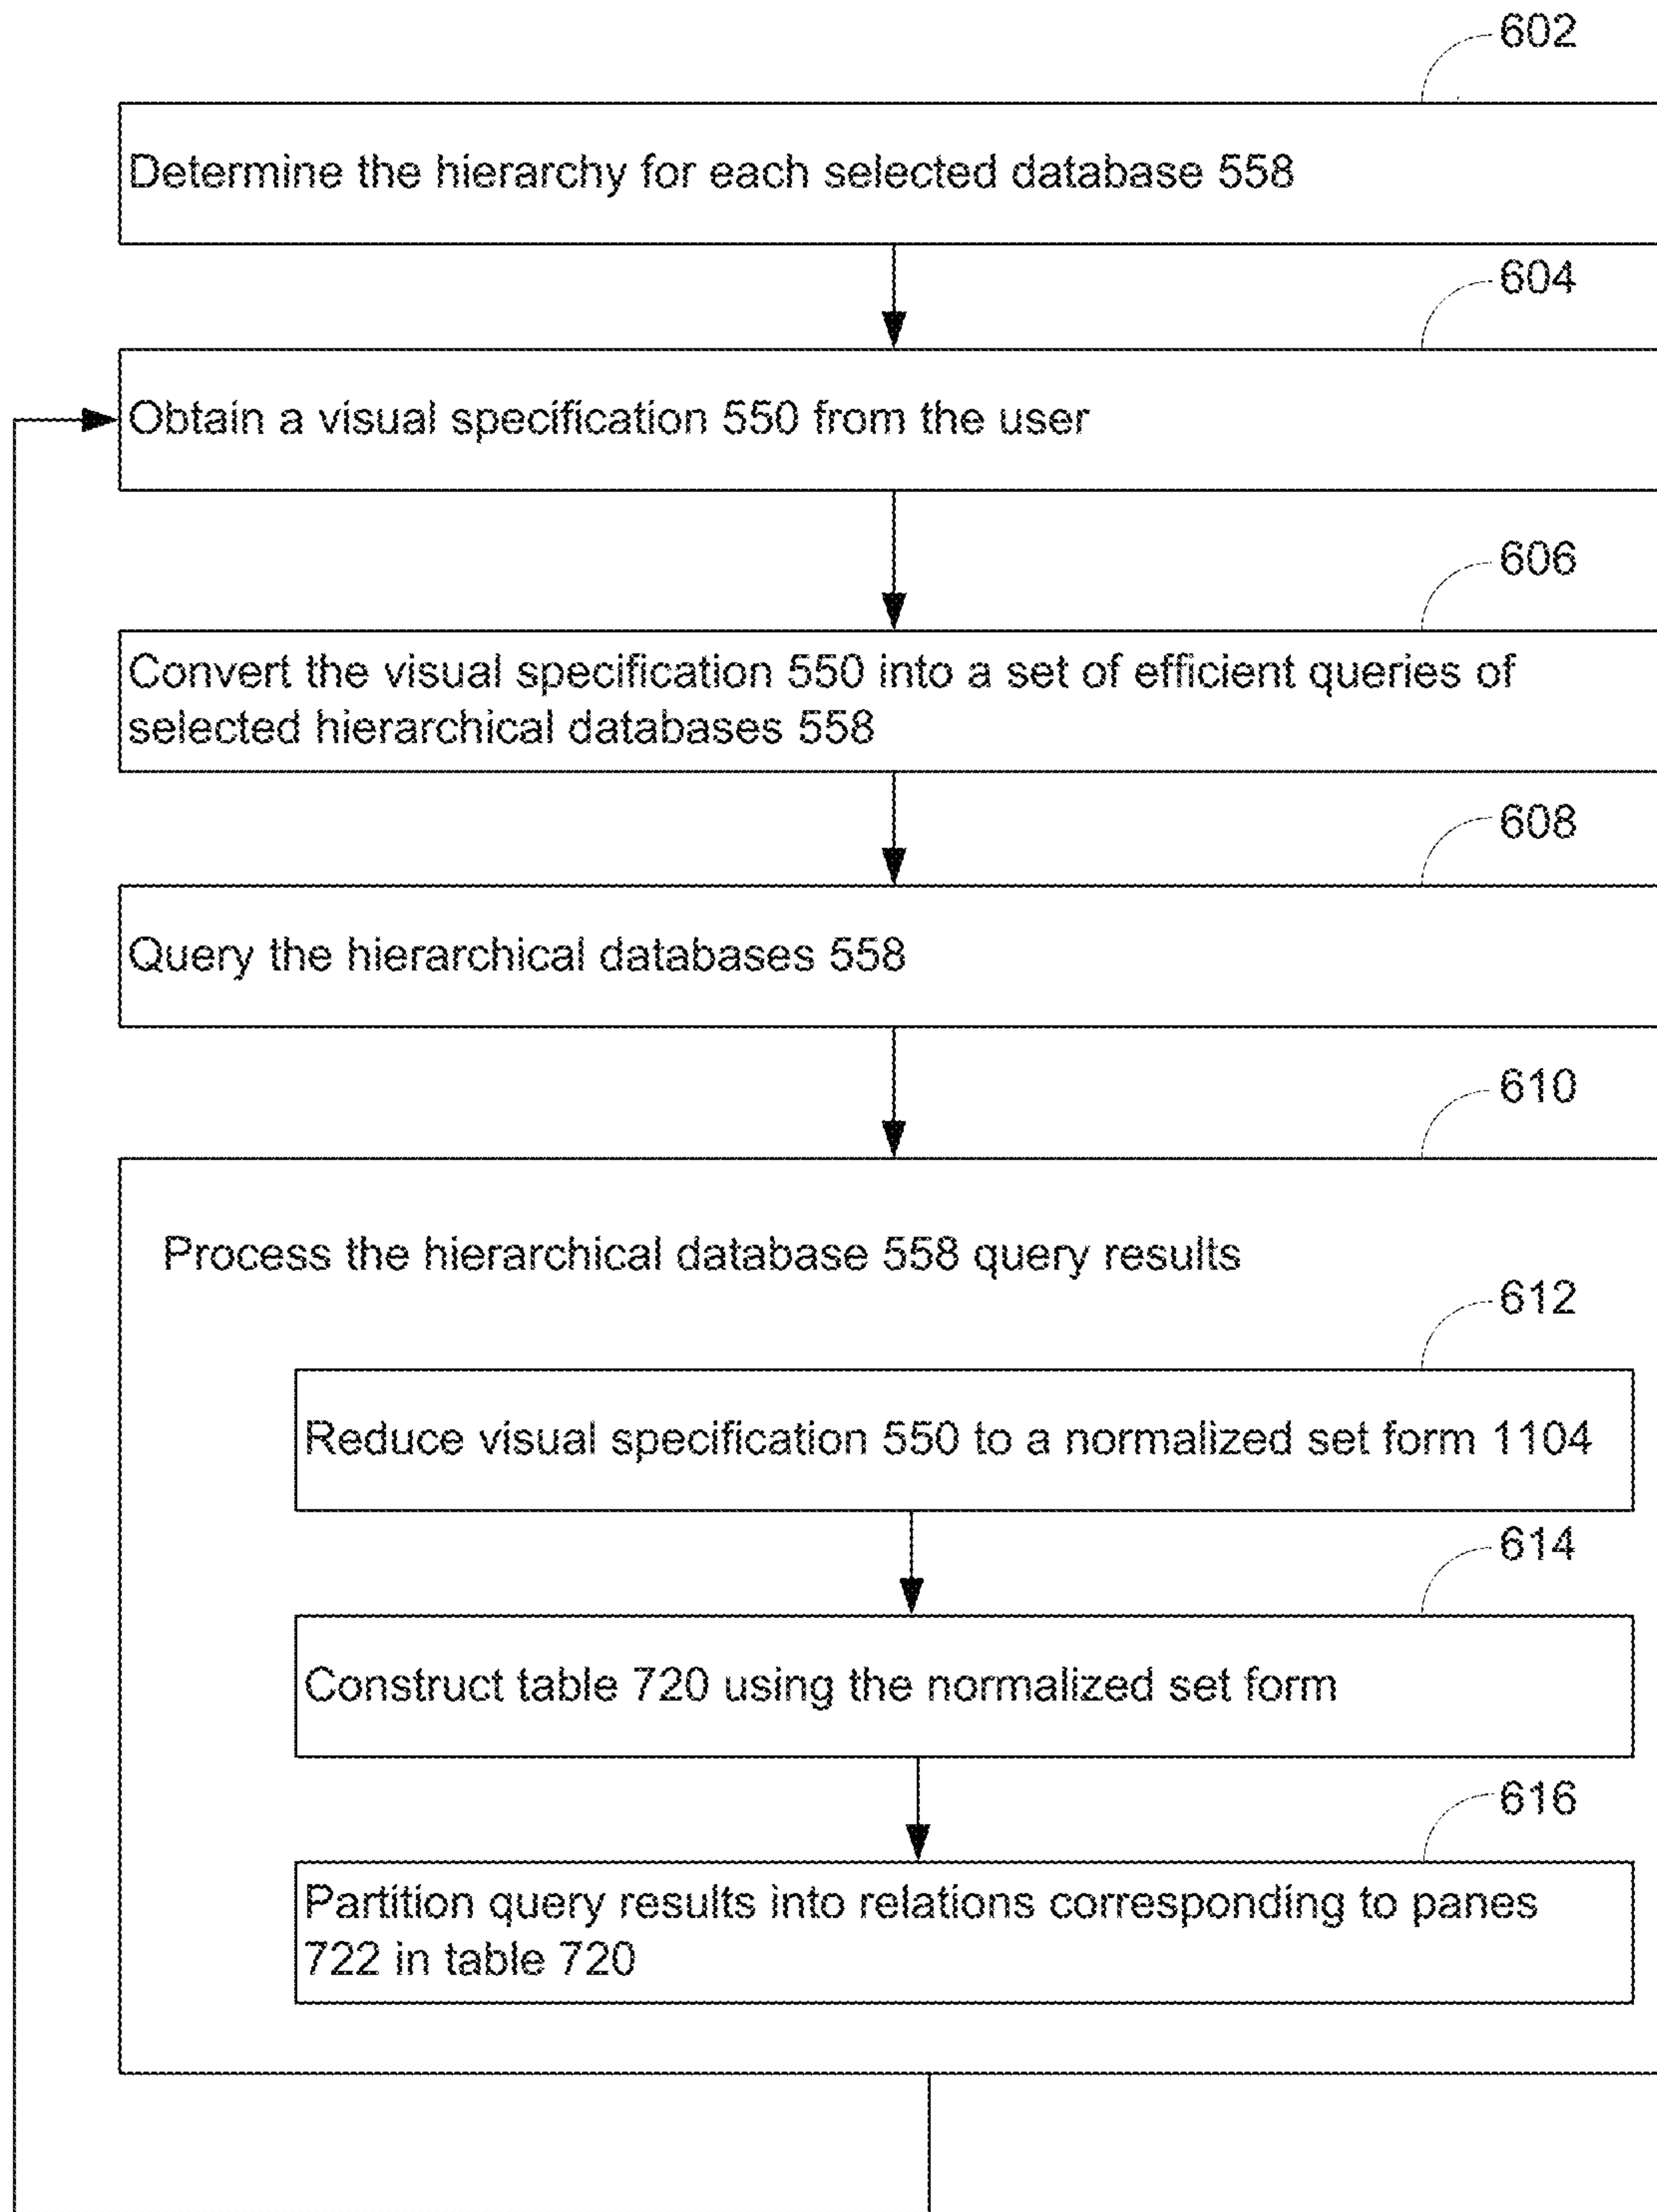 602
Determine the hierarchy for each selected database 558
604
Obtain a visual specification 550 from the user
606
Convert the visual specification 550 into a set of efficient queries of
selected hierarchical databases 558
608
Query the hierarchical databases 558
610
Process the hierarchical database 558 query results
612
Reduce visual specification 550 to a normalized set form 1104
614
Construct table 720 using the normalized set form
616
Partition query results into relations corresponding to panes
722 in table 720